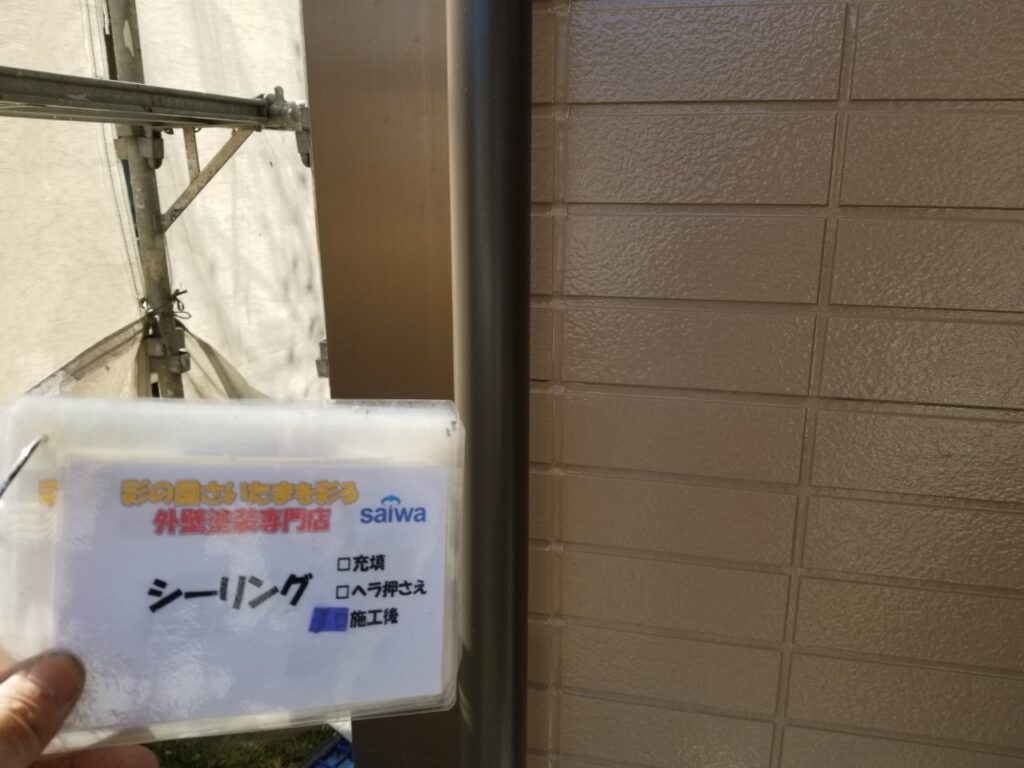 彩の国さいたまを彩る
外壁塗装専門店
saiwa
シーリング
□充填
□ヘラ押さえ
□施工後